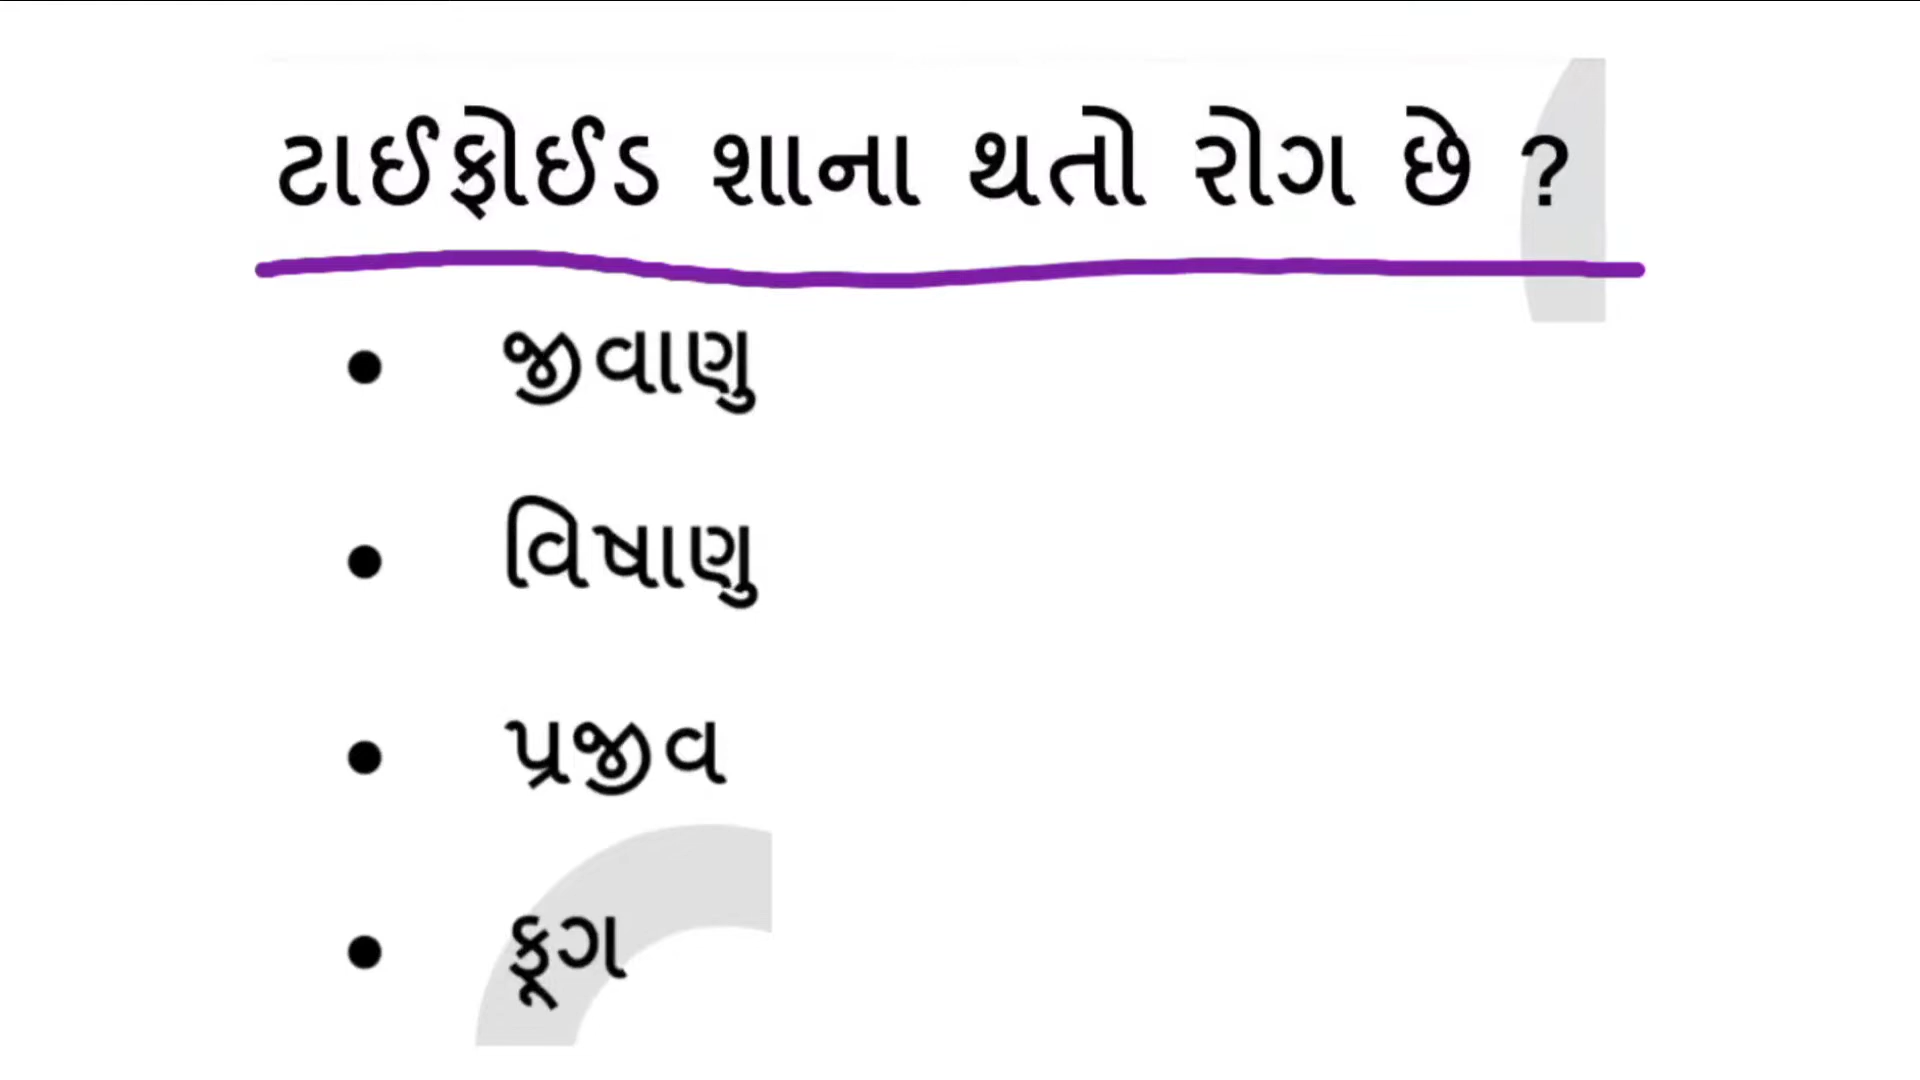 ટાઈફોઈડ શાના થતો રોગ છે ?
• જીવાણુ
• વિષાણુ
• પ્રજીવ
• ફૂગ